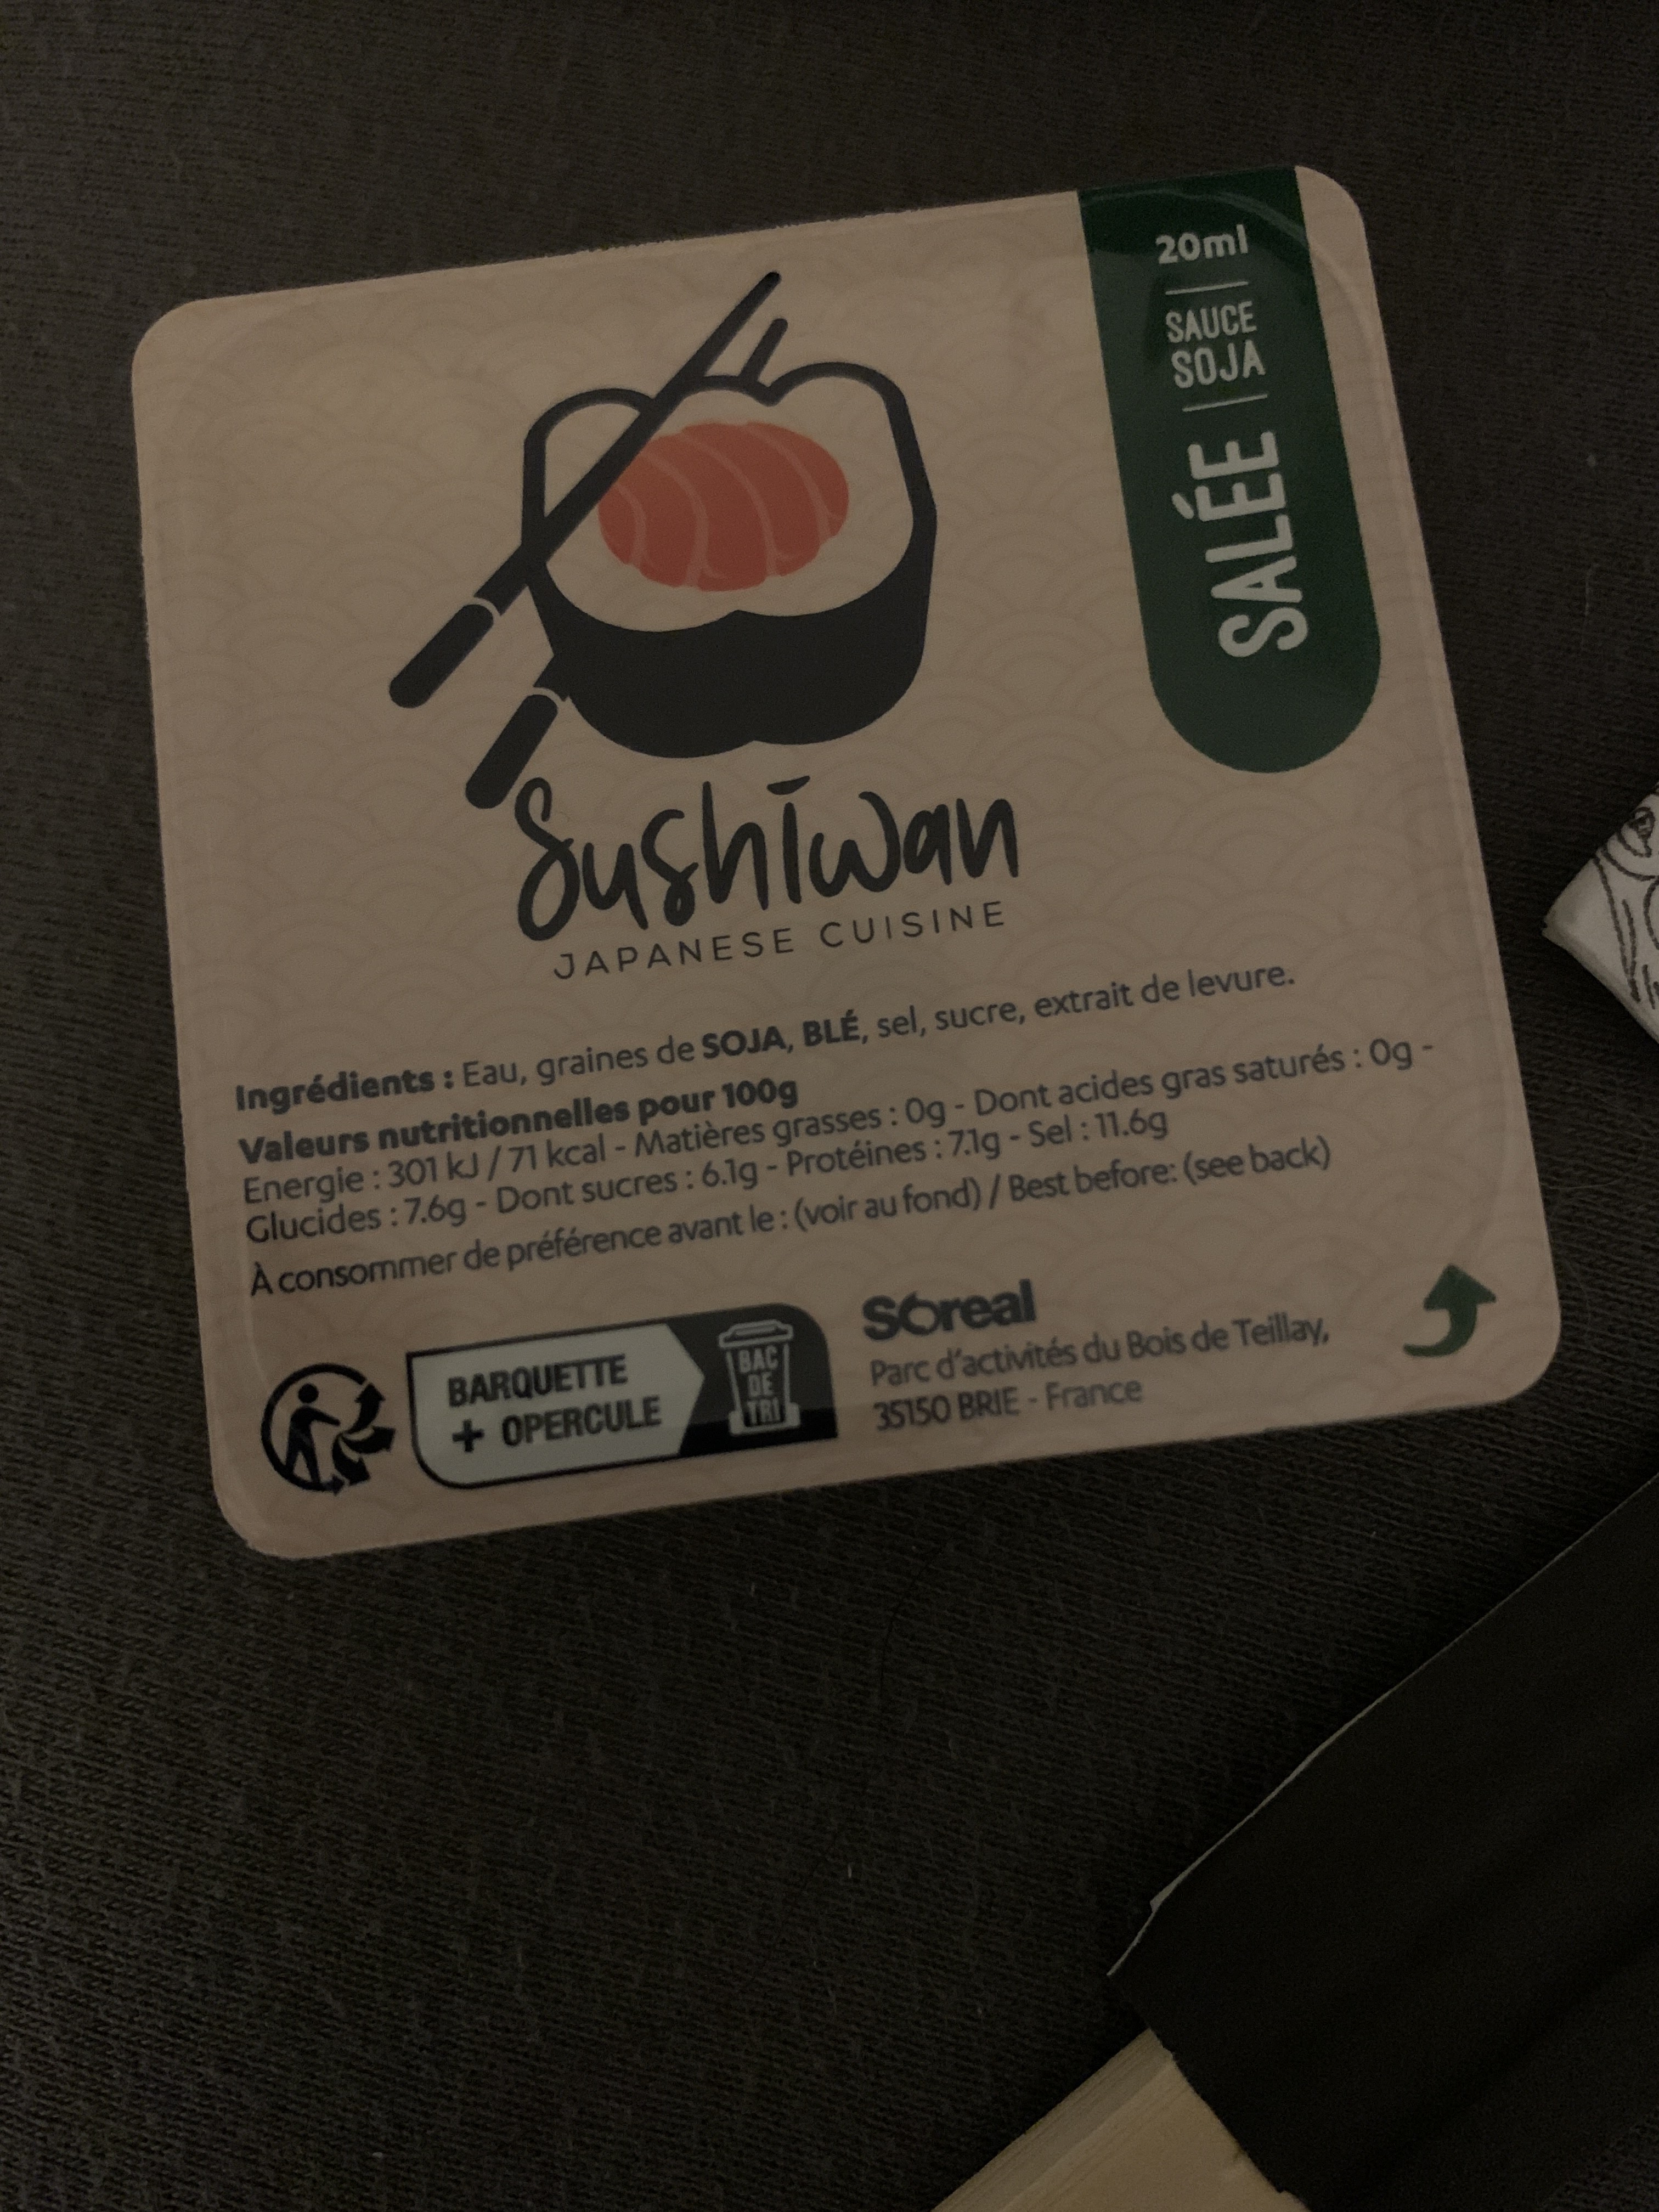 20ml
SAUCE
SOJA
SALÉE
Sushīwan
JAPANESE CUISINE
Ingrédients : Eau, graines de SOJA, BLÉ, sel, sucre, extrait de levure.
Valeurs nutritionnelles pour 100g
Energie : 301 kJ / 71 kcal - Matières grasses : 0g - Dont acides gras saturés : 0g -
Glucides : 7.6g - Dont sucres : 6.1g - Protéines : 7.1g - Sel : 11.6g
À consommer de préférence avant le : (voir au fond) / Best before: (see back)
BARQUETTE
+ OPERCULE
BAC
DE
TRI
Söreal
Parc d'activités du Bois de Teillay,
35150 BRIE - France